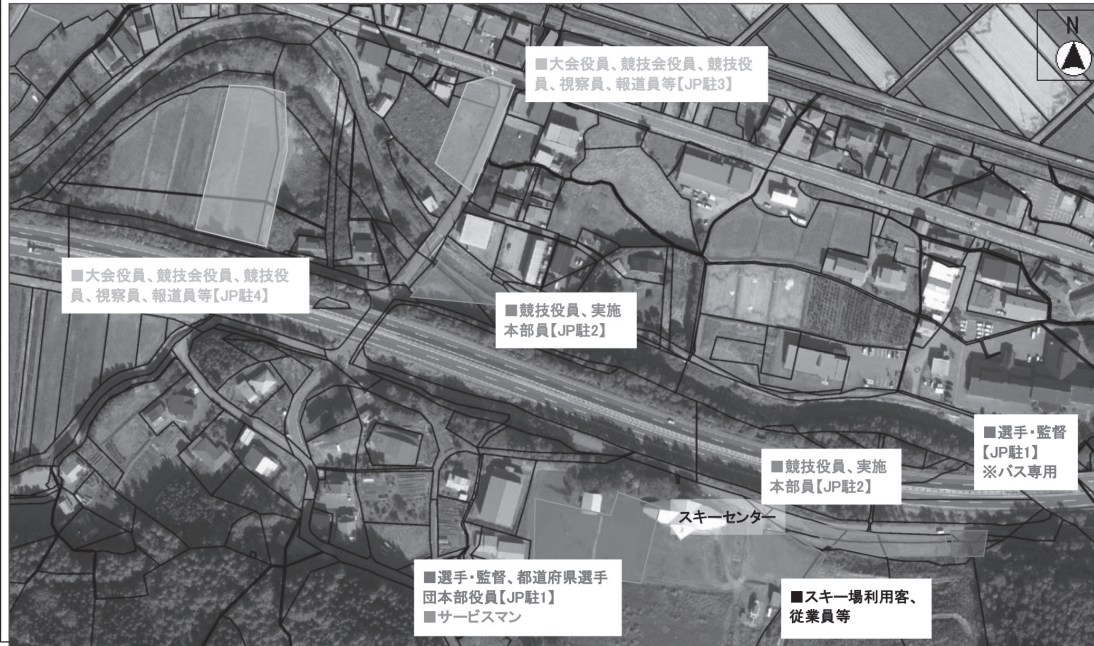 N
■大会役員、競技会役員、競技役
員、視察員、報道員等【JP駐3】
■大会役員、競技会役員、競技役
員、視察員、報道員等【JP駐4】
■競技役員、実施
本部員【JP駐2】
■選手・監督
【JP駐1】
※バス専用
■競技役員、実施
本部員【JP駐2】
スキーセンター
■選手・監督、都道府県選手
団本部役員【JP駐1】
■サービスマン
■スキー場利用客、
従業員等